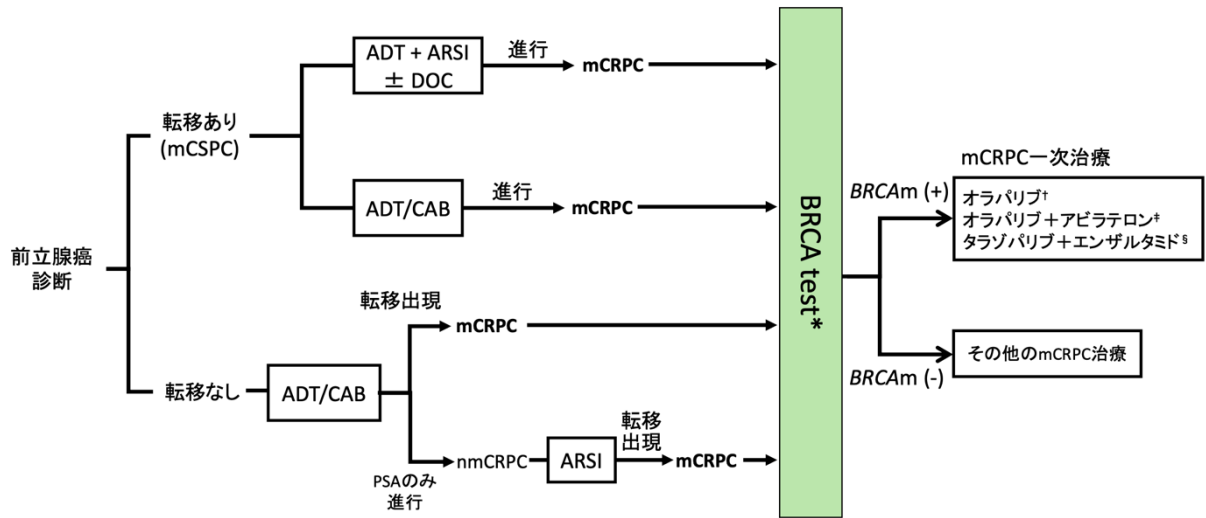 前立腺癌
診断
転移あり
(mCSPC)
ADT + ARSI
± DOC
進行
mCRPC
ADT/CAB
進行
mCRPC
転移なし
ADT/CAB
転移出現
mCRPC
PSAのみ
進行
nmCRPC
ARSI
転移
出現
mCRPC
BRCA test*
BRCAm (+)
mCRPC一次治療
オラパリブ†
オラパリブ+アビラテロン‡
タラゾパリブ+エンザルタミド§
BRCAm (-)
その他のmCRPC治療